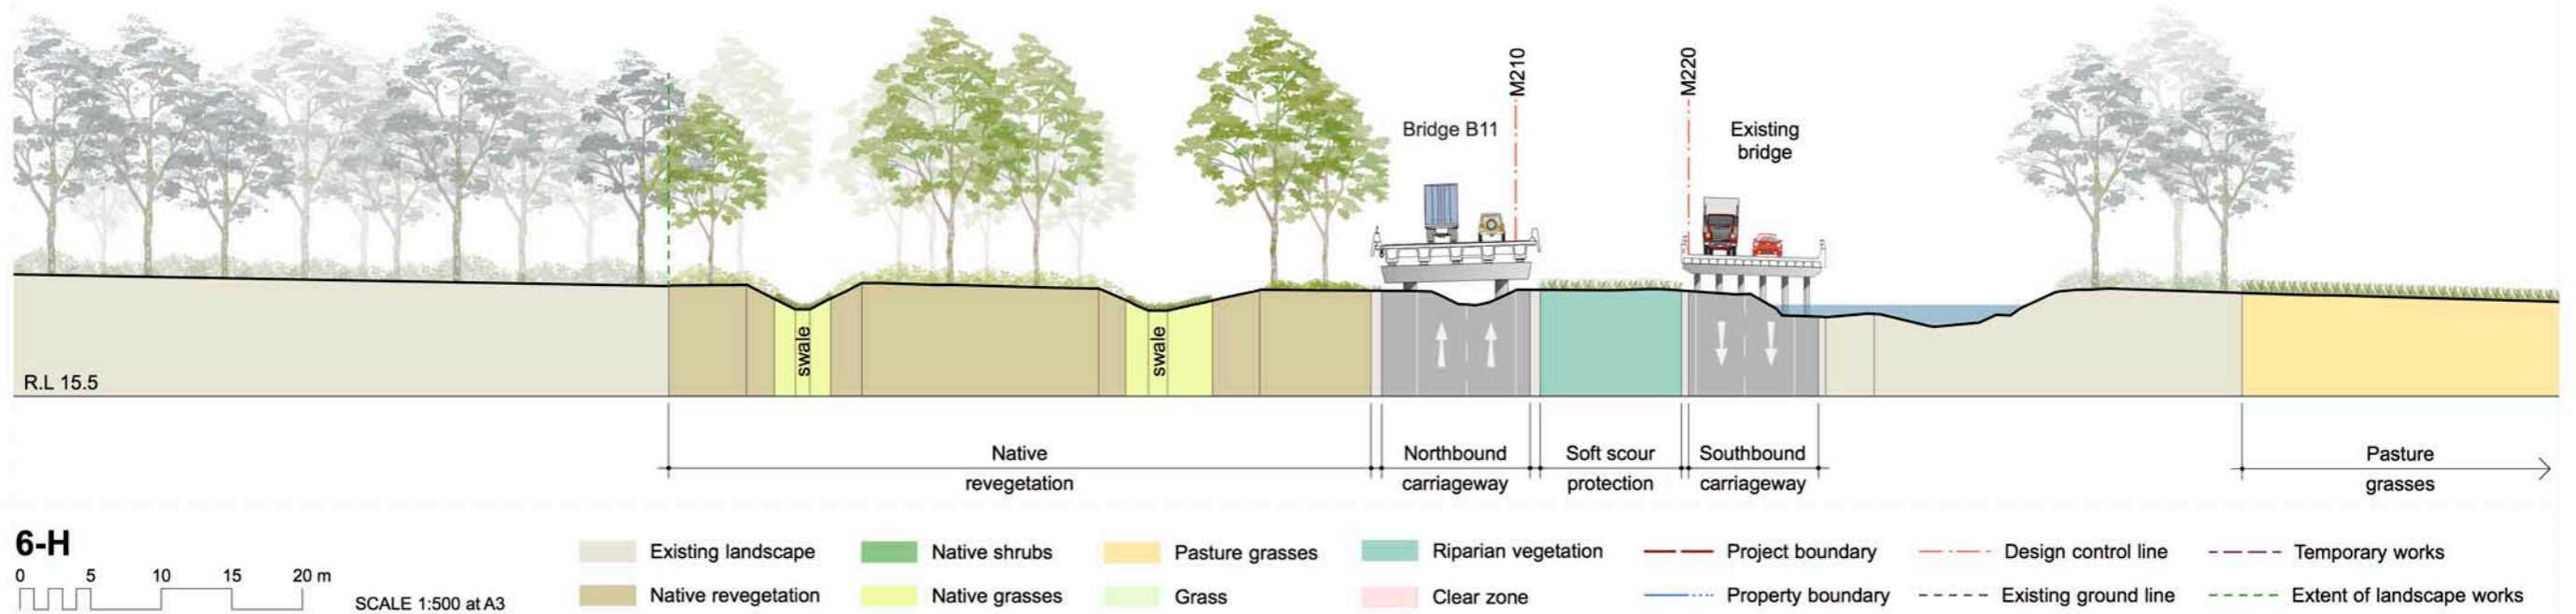 M210
M220
Bridge B11
Existing
bridge
swale
swale
R.L 15.5
Native
revegetation
Northbound
carriageway
Soft scour
protection
Southbound
carriageway
Pasture
grasses
6-H
0 5 10 15 20 m
SCALE 1:500 at A3
Existing landscape
Native revegetation
Native shrubs
Native grasses
Pasture grasses
Grass
Riparian vegetation
Clear zone
Project boundary
Property boundary
Design control line
Existing ground line
Temporary works
Extent of landscape works